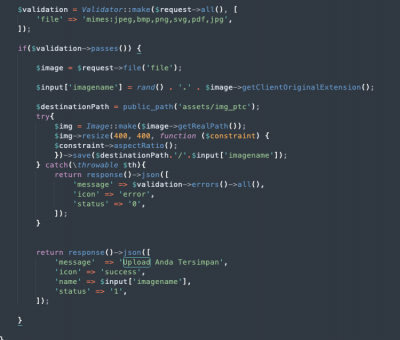 $validation = Validator::make($request->all(), [
'file' => 'mimes:jpeg,bmp,png,svg,pdf,jpg',
]);
if($validation->passes()) {
$image = $request->file('file');
$input['imagename'] = rand() . '.' . $image->getClientOriginalExtension();
$destinationPath = public_path('assets/img_ptc');
try{
$img = Image::make($image->getRealPath());
$img->resize(400, 400, function ($constraint) {
$constraint->aspectRatio();
})->save($destinationPath.'/'.$input['imagename']);
} catch(\throwable $th){
return response()->json([
'message' => $validation->errors()->all(),
'icon' => 'error',
'status' => '0',
]);
}
return response()->json([
'message' => 'Upload Anda Tersimpan',
'icon' => 'success',
'name' => $input['imagename'],
'status' => '1',
]);
}
}